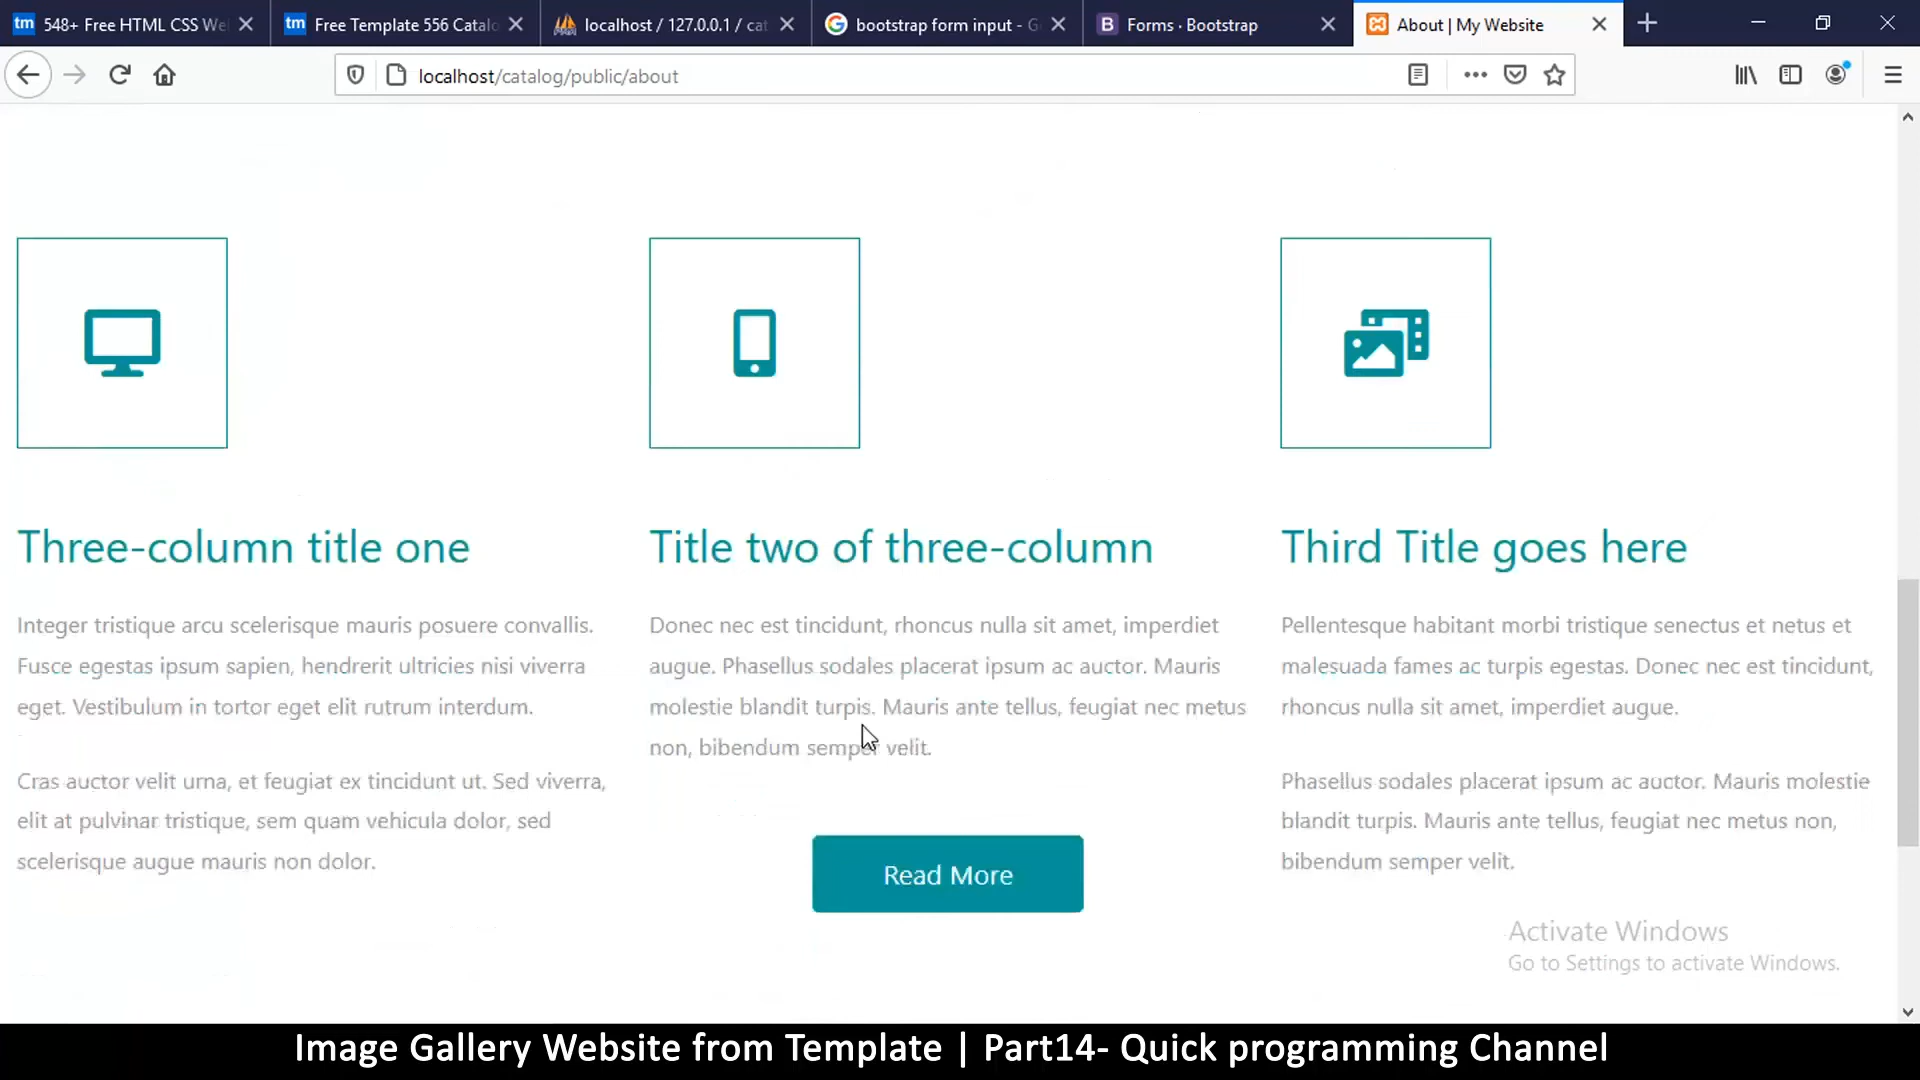 548+ Free HTML CSS We
Free Template 556 Catalo
localhost / 127.0.0.1 / cat
bootstrap form input - G
Forms · Bootstrap
About | My Website
localhost/catalog/public/about
Three-column title one
Integer tristique arcu scelerisque mauris posuere convallis.
Fusce egestas ipsum sapien, hendrerit ultricies nisi viverra
eget. Vestibulum in tortor eget elit rutrum interdum.
Cras auctor velit urna, et feugiat ex tincidunt ut. Sed viverra,
elit at pulvinar tristique, sem quam vehicula dolor, sed
scelerisque augue mauris non dolor.
Title two of three-column
Donec nec est tincidunt, rhoncus nulla sit amet, imperdiet
augue. Phasellus sodales placerat ipsum ac auctor. Mauris
molestie blandit turpis. Mauris ante tellus, feugiat nec metus
non, bibendum semper velit.
Read More
Third Title goes here
Pellentesque habitant morbi tristique senectus et netus et
malesuada fames ac turpis egestas. Donec nec est tincidunt,
rhoncus nulla sit amet, imperdiet augue.
Phasellus sodales placerat ipsum ac auctor. Mauris molestie
blandit turpis. Mauris ante tellus, feugiat nec metus non,
bibendum semper velit.
Activate Windows
Go to Settings to activate Windows.
Image Gallery Website from Template | Part14- Quick programming Channel